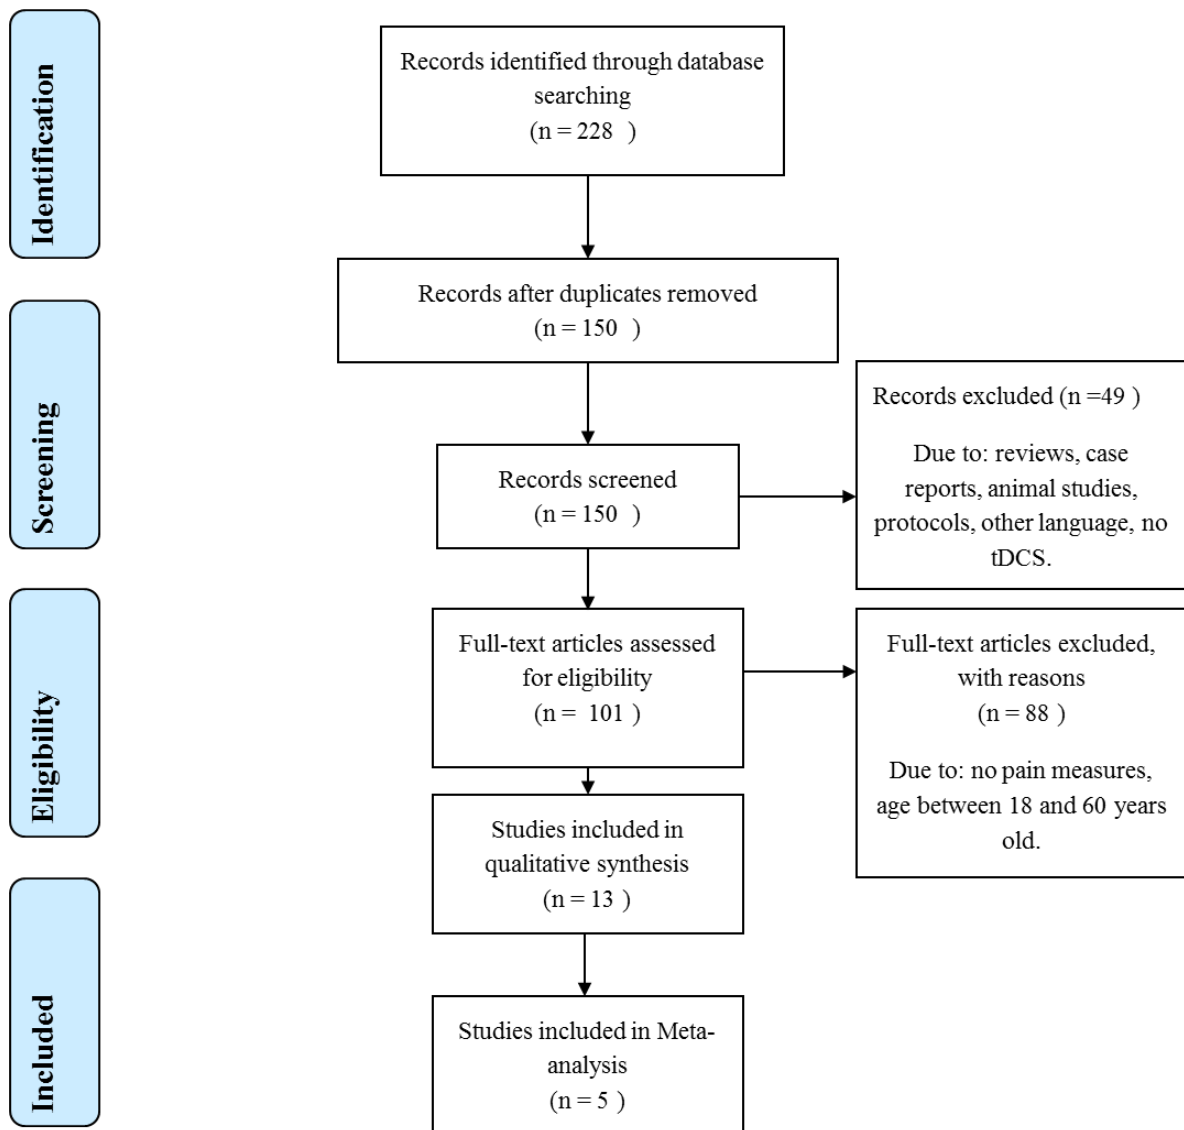 Identification
Records identified through database
searching
(n = 228 )
Records after duplicates removed
(n = 150 )
Screening
Records screened
(n = 150 )
Records excluded (n =49 )
Due to: reviews, case
reports, animal studies,
protocols, other language, no
tDCS.
Eligibility
Full-text articles assessed
for eligibility
(n = 101 )
Full-text articles excluded,
with reasons
(n = 88 )
Due to: no pain measures,
age between 18 and 60 years
old.
Studies included in
qualitative synthesis
(n = 13 )
Included
Studies included in Meta-
analysis
(n = 5 )